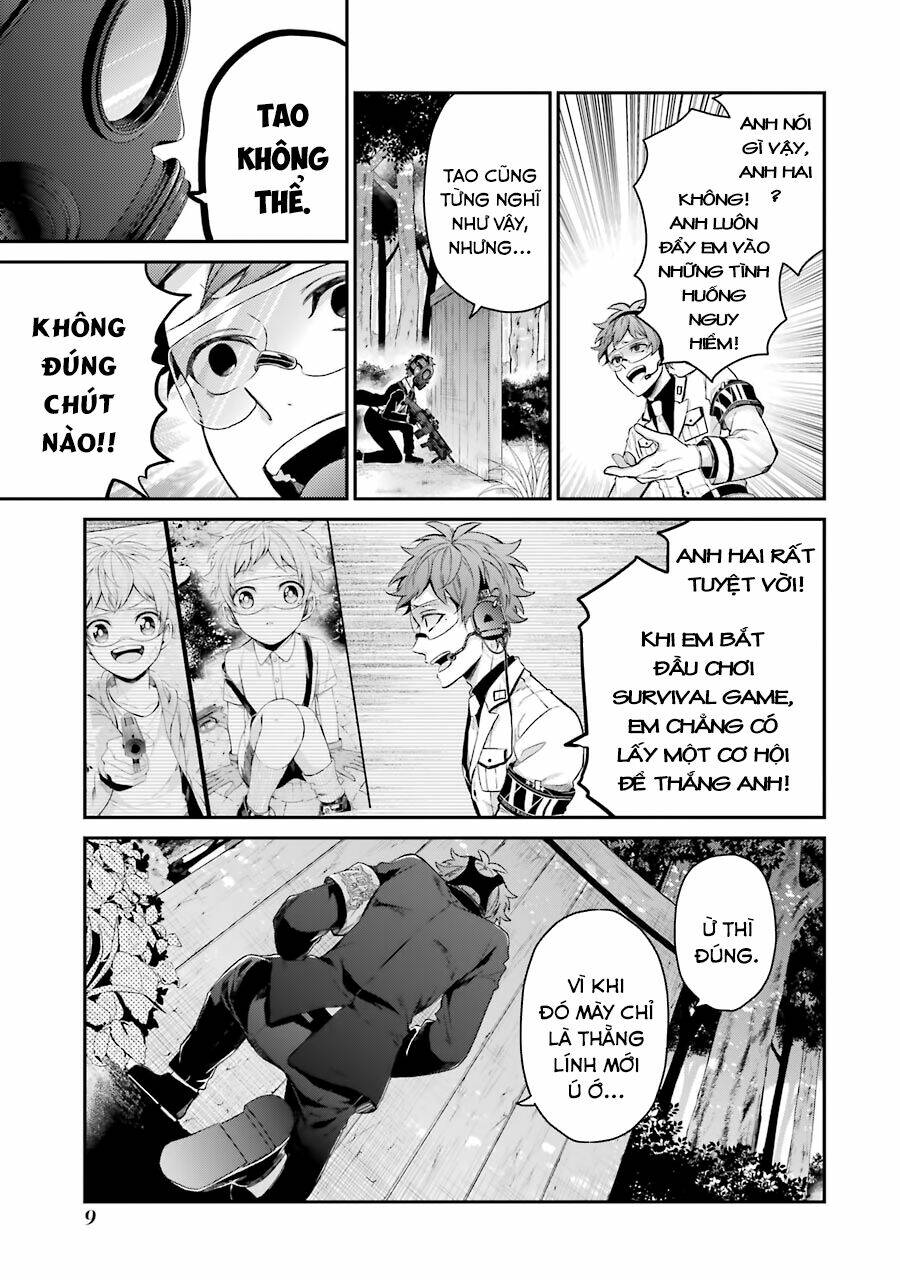 ANH NÓI
GÌ VẬY,
ANH HAI
?
KHÔNG!
ANH LUÔN
ĐẨY EM VÀO
NHỮNG TÌNH
HUỐNG
NGUY
HIỂM!
TAO CŨNG
TỪNG NGHĨ
NHƯ VẬY,
NHƯNG...
TAO
KHÔNG
THỂ.
KHÔNG
ĐÚNG
CHÚT
NÀO!!
ANH HAI RẤT
TUYỆT VỜI!
KHI EM BẮT
ĐẦU CHƠI
SURVIVAL GAME,
EM CHẲNG CÓ
LẤY MỘT CƠ HỘI
ĐỂ THẮNG ANH!
Ừ THÌ
ĐÚNG.
VÌ KHI
ĐÓ MÀY CHỈ
LÀ THẰNG
LÍNH MỚI
Ú Ớ...
9